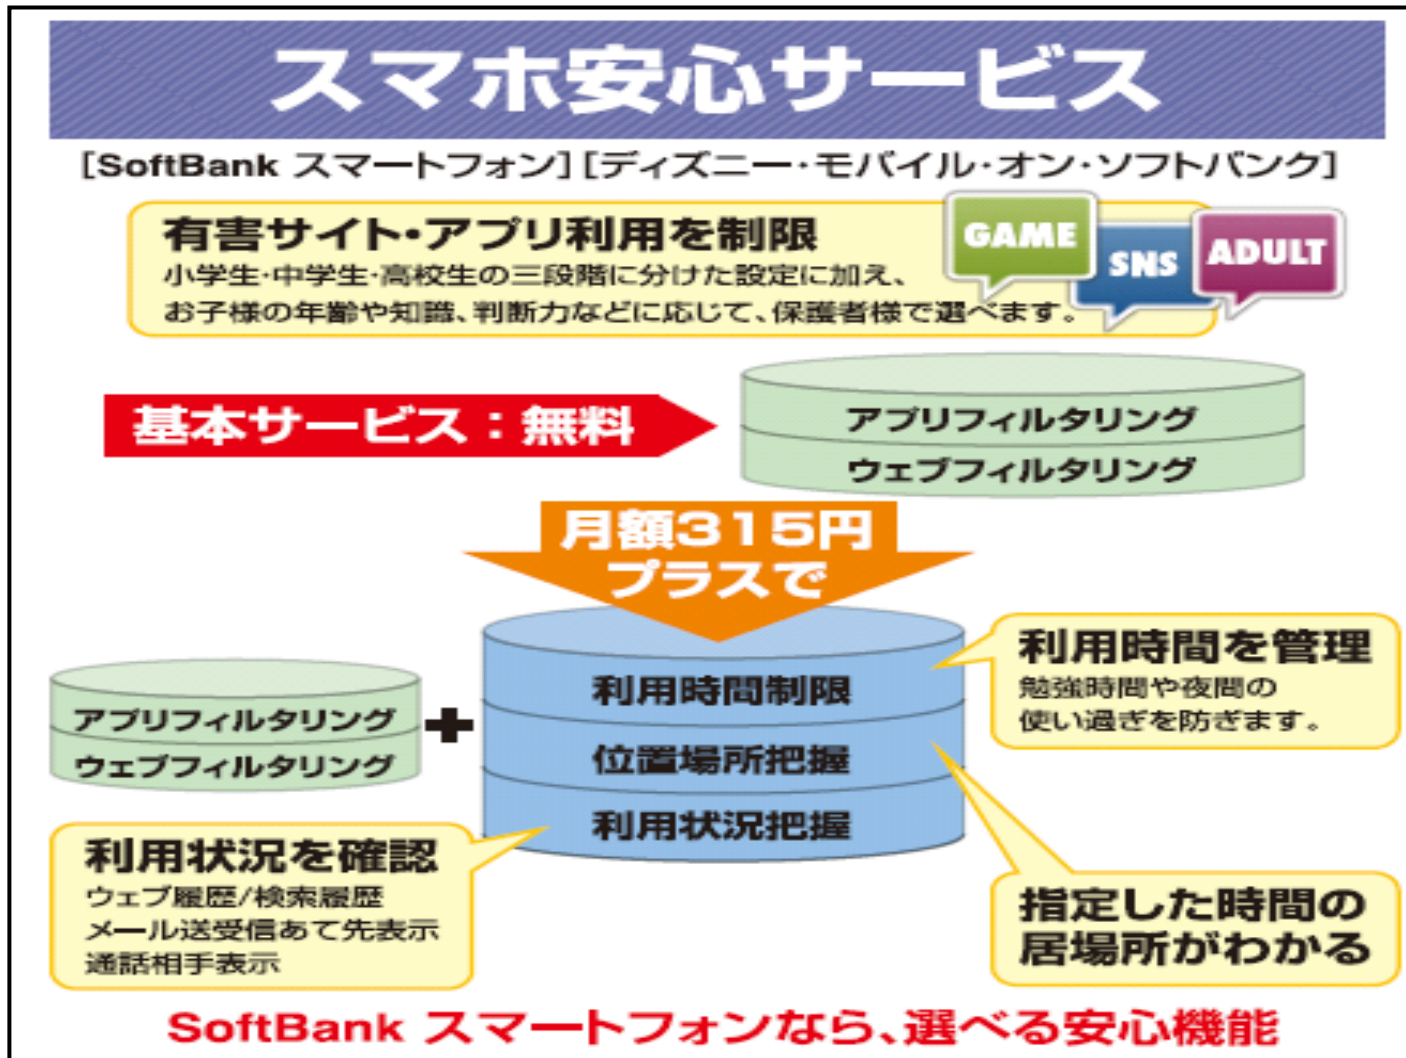 スマホ安心サービス
[SoftBank スマートフォン][ディズニー・モバイル・オン・ソフトバンク]
有害サイト・アプリ利用を制限
小学生・中学生・高校生の三段階に分けた設定に加え、
お子様の年齢や知識、判断力などに応じて、保護者様で選べます。
GAME
SNS
ADULT
基本サービス：無料
アプリフィルタリング
ウェブフィルタリング
月額315円
プラスで
アプリフィルタリング
ウェブフィルタリング
利用時間制限
位置場所把握
利用状況把握
利用時間を管理
勉強時間や夜間の
使い過ぎを防ぎます。
利用状況を確認
ウェブ履歴/検索履歴
メール送受信あて先表示
通話相手表示
指定した時間の
居場所がわかる
SoftBank スマートフォンなら、選べる安心機能